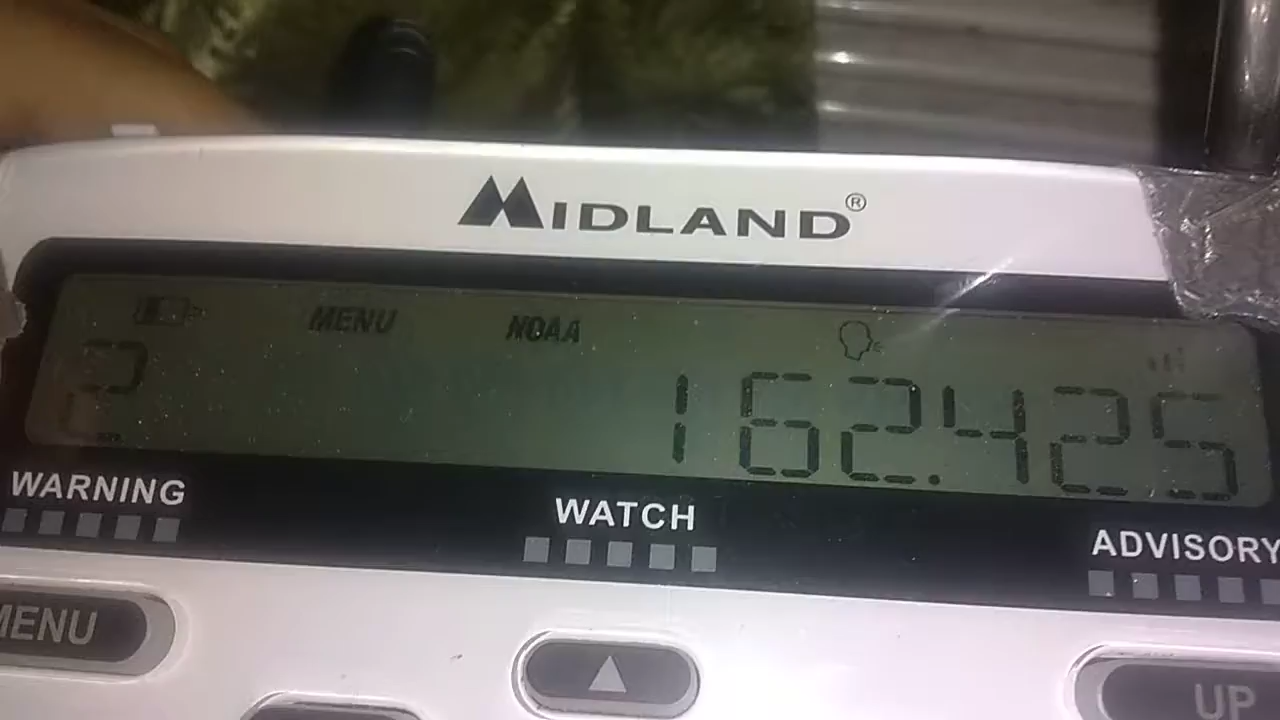 MIDLAND®
MENU NOAA
2 162.425
WARNING
WATCH
ADVISORY
MENU
UP